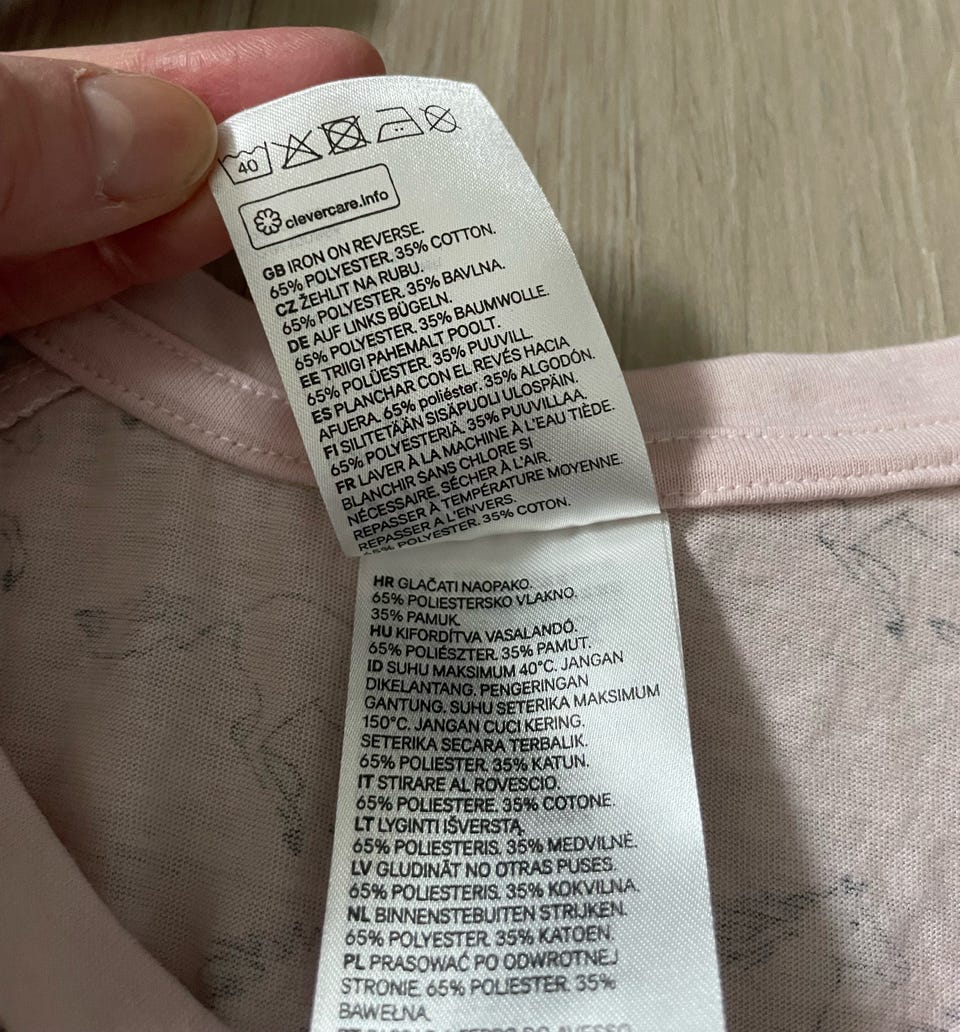 40
clevercare.info
GB IRON ON REVERSE.
65% POLYESTER. 35% COTTON.
CZ ŽEHLIT NA RUBU.
65% POLYESTER. 35% BAVLNA.
DE AUF LINKS BÜGELN.
65% POLYESTER. 35% BAUMWOLLE.
EE TRIIGI PAHEMALT POOLT.
65% POLÜESTER. 35% PUUVILL.
ES PLANCHAR CON EL REVÉS HACIA
AFUERA. 65% poliéster. 35% ALGODÓN.
FI SILITETÄÄN SISÄPUOLI ULOSPÄIN.
65% POLYESTERIÄ. 35% PUUVILLAA.
FR LAVER À LA MACHINE À L'EAU TIÈDE.
BLANCHIR SANS CHLORE SI
NÉCESSAIRE. SÉCHER À L'AIR.
REPASSER À TEMPÉRATURE MOYENNE.
REPASSER A L'ENVERS.
65% POLYESTER. 35% COTON.
HR GLAČATI NAOPAKO.
65% POLIESTERSKO VLAKNO.
35% PAMUK.
HU KIFORDÍTVA VASALANDÓ.
65% POLIÉSZTER. 35% PAMUT.
ID SUHU MAKSIMUM 40°C. JANGAN
DIKELANTANG. PENGERINGAN
GANTUNG. SUHU SETERIKA MAKSIMUM
150°C. JANGAN CUCI KERING.
SETERIKA SECARA TERBALIK.
65% POLIESTER. 35% KATUN.
IT STIRARE AL ROVESCIO.
65% POLIESTERE. 35% COTONE.
LT LYGINTI IŠVERSTĄ.
65% POLIESTERIS. 35% MEDVILNĖ.
LV GLUDINĀT NO OTRAS PUSES.
65% POLIESTERIS. 35% KOKVILNA.
NL BINNENSTEBUITEN STRIJKEN.
65% POLYESTER. 35% KATOEN
PL PRASOWAĆ PO ODWROTNEJ
STRONIE. 65% POLIESTER. 35%
BAWEŁNA.